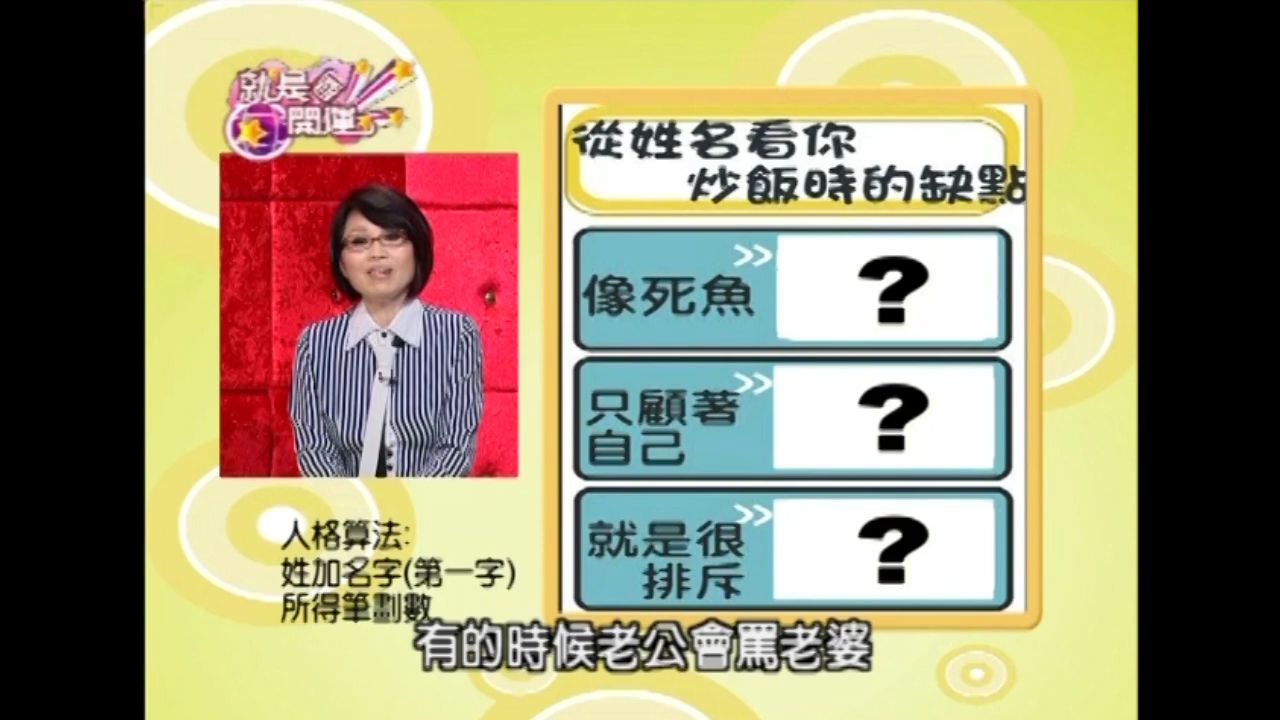 就是命
開運
從姓名看你
炒飯時的缺點
像死魚
?
只顧著
自己
?
就是很
排斥
?
人格算法:
姓加名字(第一字)
所得筆劃數
有的時候老公會罵老婆